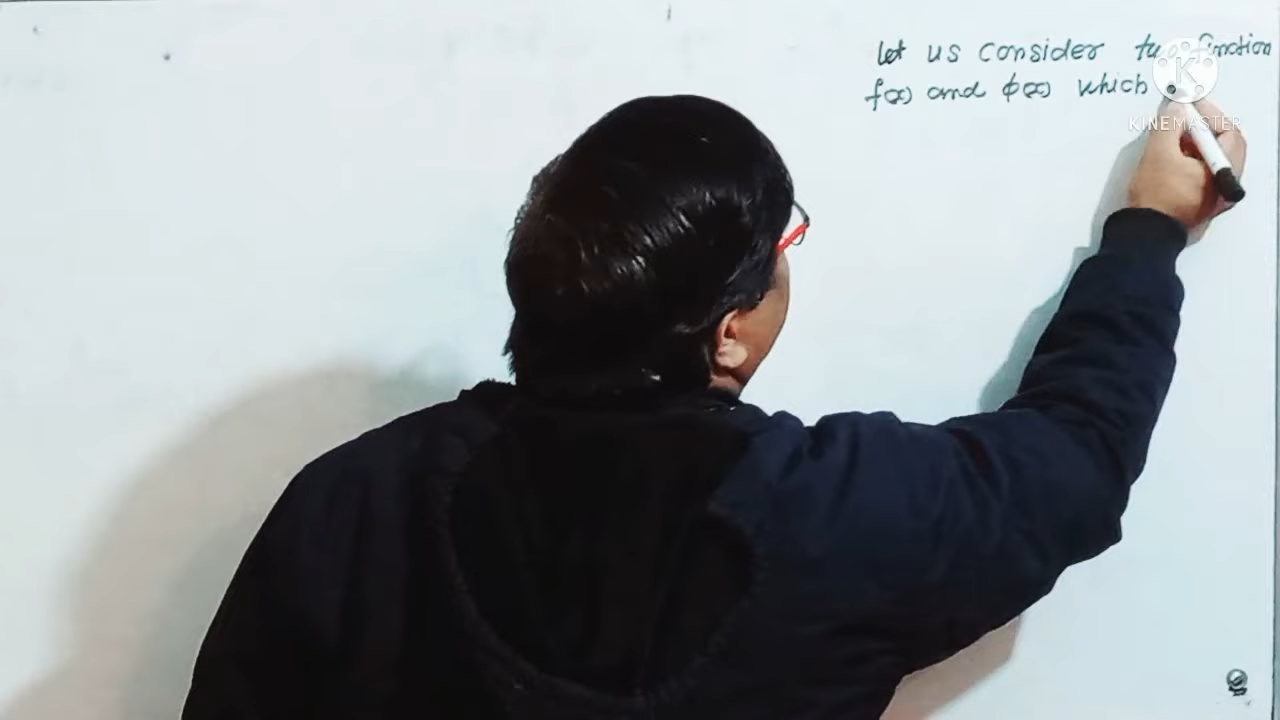 let us consider two function
f(x) and ϕ(x) which
KINEMASTER